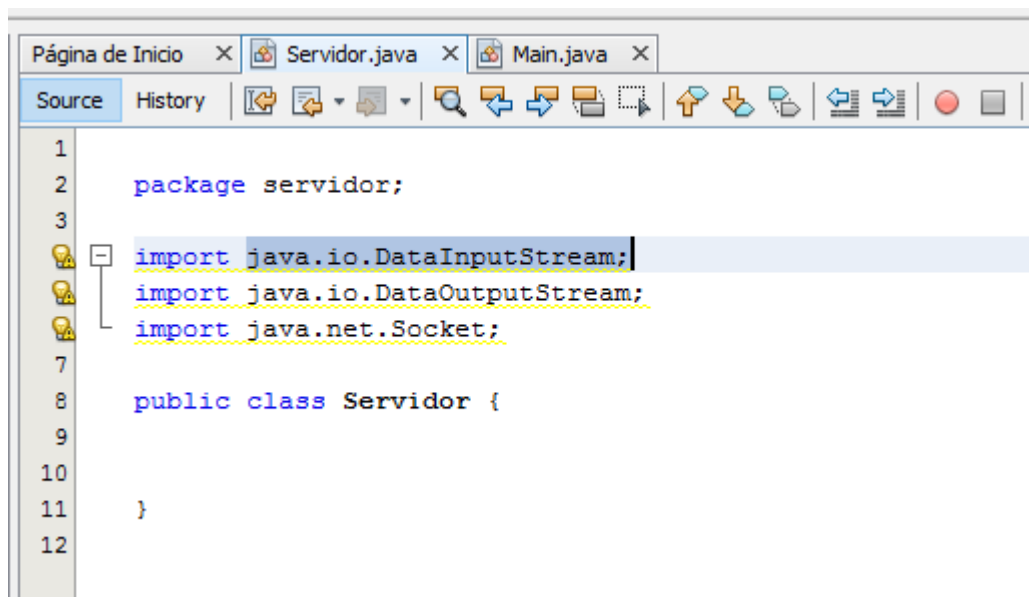 Página de Inicio Servidor.java Main.java
Source History
1
2 package servidor;
3
import java.io.DataInputStream;
import java.io.DataOutputStream;
import java.net.Socket;
7
8 public class Servidor {
9
10
11 }
12